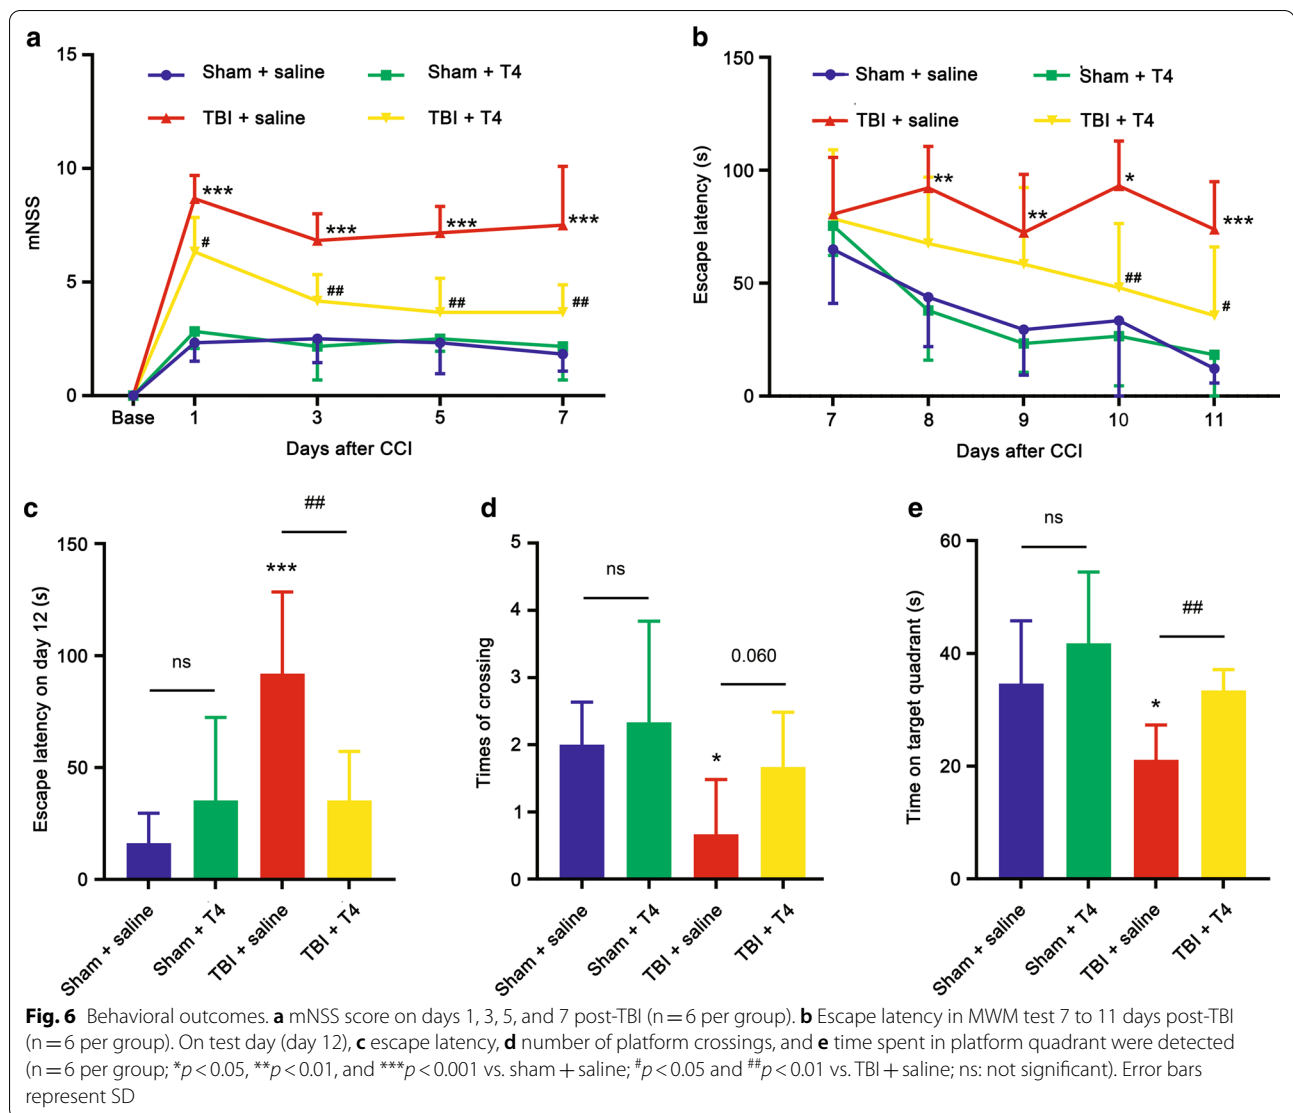 a
15
10
5
0
mNSS
Sham + saline
Sham + T4
TBI + saline
TBI + T4
***
***
***
***
#
##
##
##
Base
1
3
5
7
Days after CCI
b
150
100
50
0
Escape latency (s)
Sham + saline
Sham + T4
TBI + saline
TBI + T4
**
**
*
***
##
#
7
8
9
10
11
Days after CCI
c
150
100
50
0
Escape latency on day 12 (s)
ns
***
##
Sham + saline
Sham + T4
TBI + saline
TBI + T4
d
5
4
3
2
1
0
Times of crossing
ns
*
0.060
Sham + saline
Sham + T4
TBI + saline
TBI + T4
e
60
40
20
0
Time on target quadrant (s)
ns
*
##
Sham + saline
Sham + T4
TBI + saline
TBI + T4
Fig. 6 Behavioral outcomes. a mNSS score on days 1, 3, 5, and 7 post-TBI (n = 6 per group). b Escape latency in MWM test 7 to 11 days post-TBI
(n = 6 per group). On test day (day 12), c escape latency, d number of platform crossings, and e time spent in platform quadrant were detected
(n = 6 per group; *p < 0.05, **p < 0.01, and ***p < 0.001 vs. sham + saline; #p < 0.05 and ##p < 0.01 vs. TBI + saline; ns: not significant). Error bars
represent SD